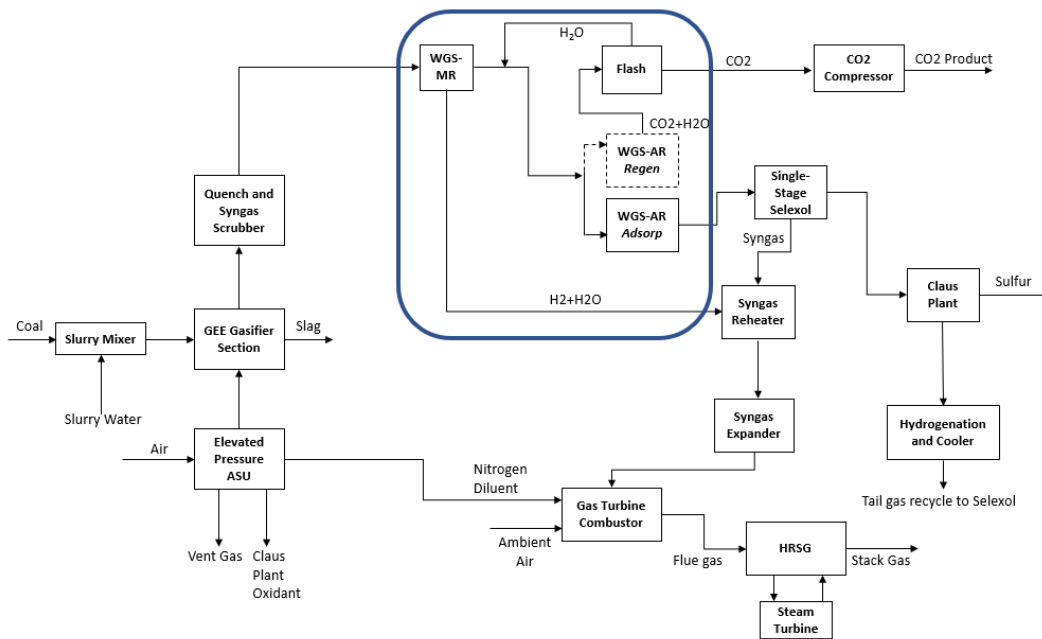 H₂O
WGS-
MR
Flash
CO2
CO2
Compressor
CO2 Product
CO2+H2O
WGS-AR
Regen
Quench and
Syngas
Scrubber
WGS-AR
Adsorp
Single-
Stage
Selexol
Syngas
H2+H2O
Syngas
Reheater
Claus
Plant
Sulfur
Coal
Slurry Mixer
GEE Gasifier
Section
Slag
Slurry Water
Syngas
Expander
Hydrogenation
and Cooler
Air
Elevated
Pressure
ASU
Nitrogen
Diluent
Gas Turbine
Combustor
Tail gas recycle to Selexol
Ambient
Air
Vent Gas
Claus
Plant
Oxidant
Flue gas
HRSG
Stack Gas
Steam
Turbine